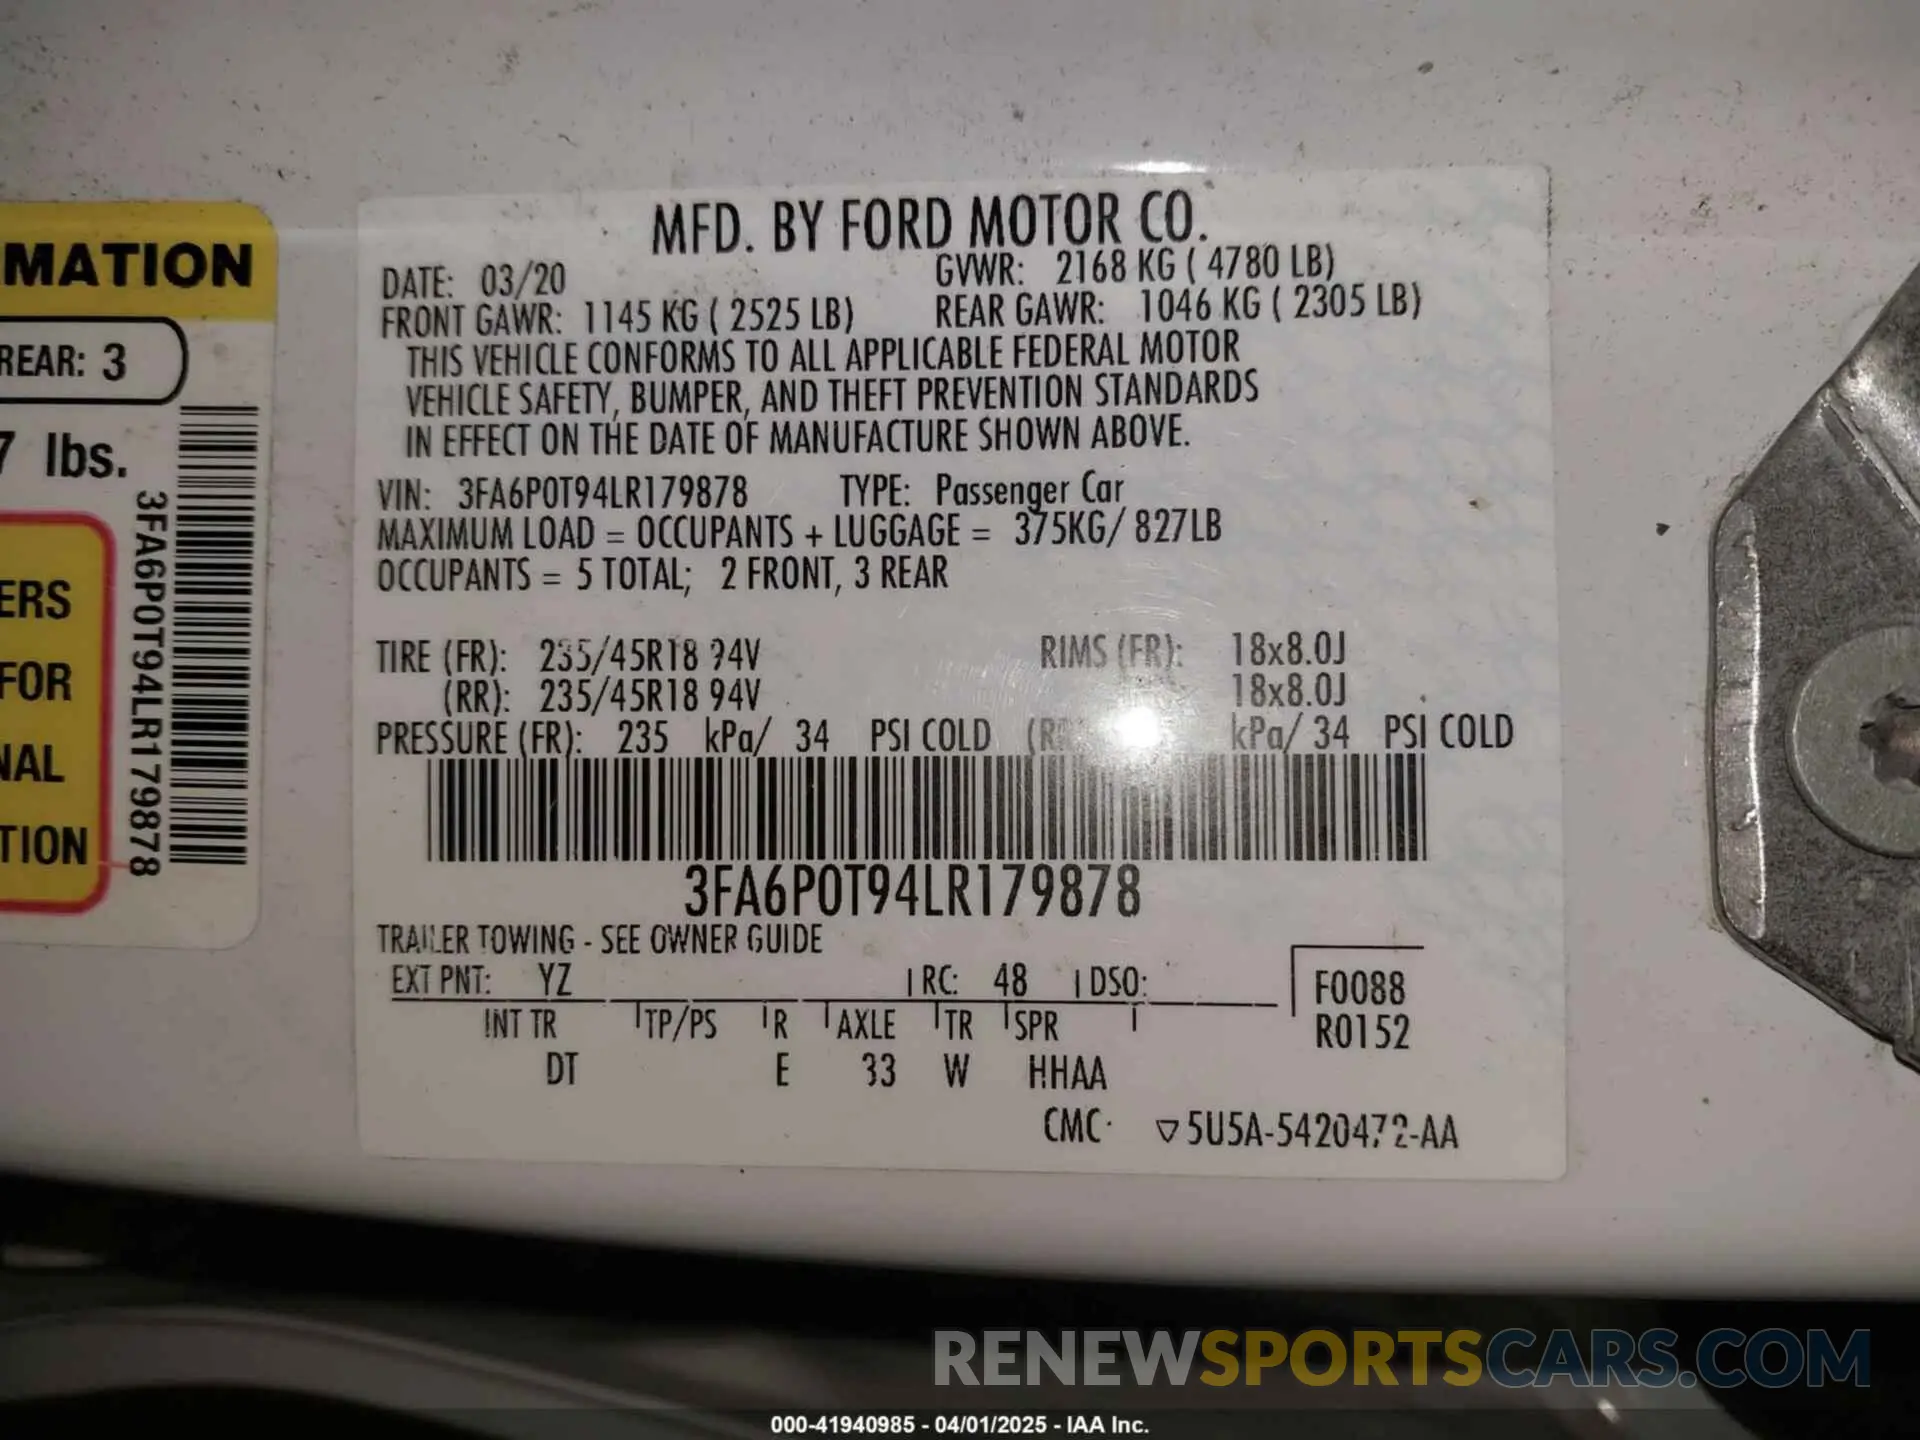 MATION
REAR: 3
7 lbs.
ERS
FOR
NAL
TION
3FA6P0T94LR179878
MFD. BY FORD MOTOR CO.
DATE: 03/20 GVWR: 2168 KG ( 4780 LB)
FRONT GAWR: 1145 KG ( 2525 LB) REAR GAWR: 1046 KG ( 2305 LB)
THIS VEHICLE CONFORMS TO ALL APPLICABLE FEDERAL MOTOR
VEHICLE SAFETY, BUMPER, AND THEFT PREVENTION STANDARDS
IN EFFECT ON THE DATE OF MANUFACTURE SHOWN ABOVE.
VIN: 3FA6P0T94LR179878 TYPE: Passenger Car
MAXIMUM LOAD = OCCUPANTS + LUGGAGE = 375KG/ 827LB
OCCUPANTS = 5 TOTAL; 2 FRONT, 3 REAR
TIRE (FR): 235/45R18 94V RIMS (FR): 18x8.0J
(RR): 235/45R18 94V 18x8.0J
PRESSURE (FR): 235 kPa/ 34 PSI COLD kPa/ 34 PSI COLD
3FA6P0T94LR179878
TRAILER TOWING - SEE OWNER GUIDE
EXT PNT: YZ RC: 48 DSO:
F0088
R0152
INT TR TP/PS R AXLE TR SPR
DT E 33 W HHAA
CMC ▽5U5A-5420472-AA
RENEWSPORTSCARS.COM
000-41940985 - 04/01/2025 - IAA Inc.